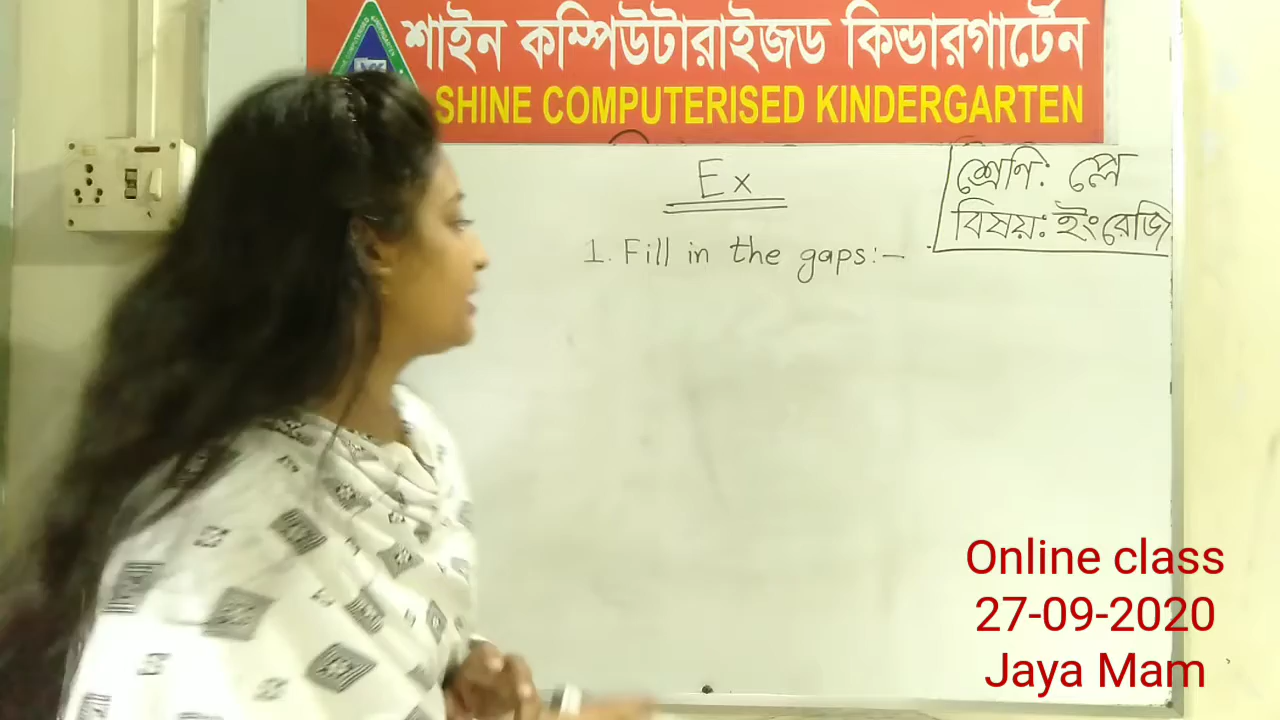 শাইন কম্পিউটারাইজড কিন্ডারগার্টেন
SHINE COMPUTERISED KINDERGARTEN
Ex
শ্রেণি: প্লে
বিষয়: ইংরেজি
1. Fill in the gaps:-
Online class
27-09-2020
Jaya Mam